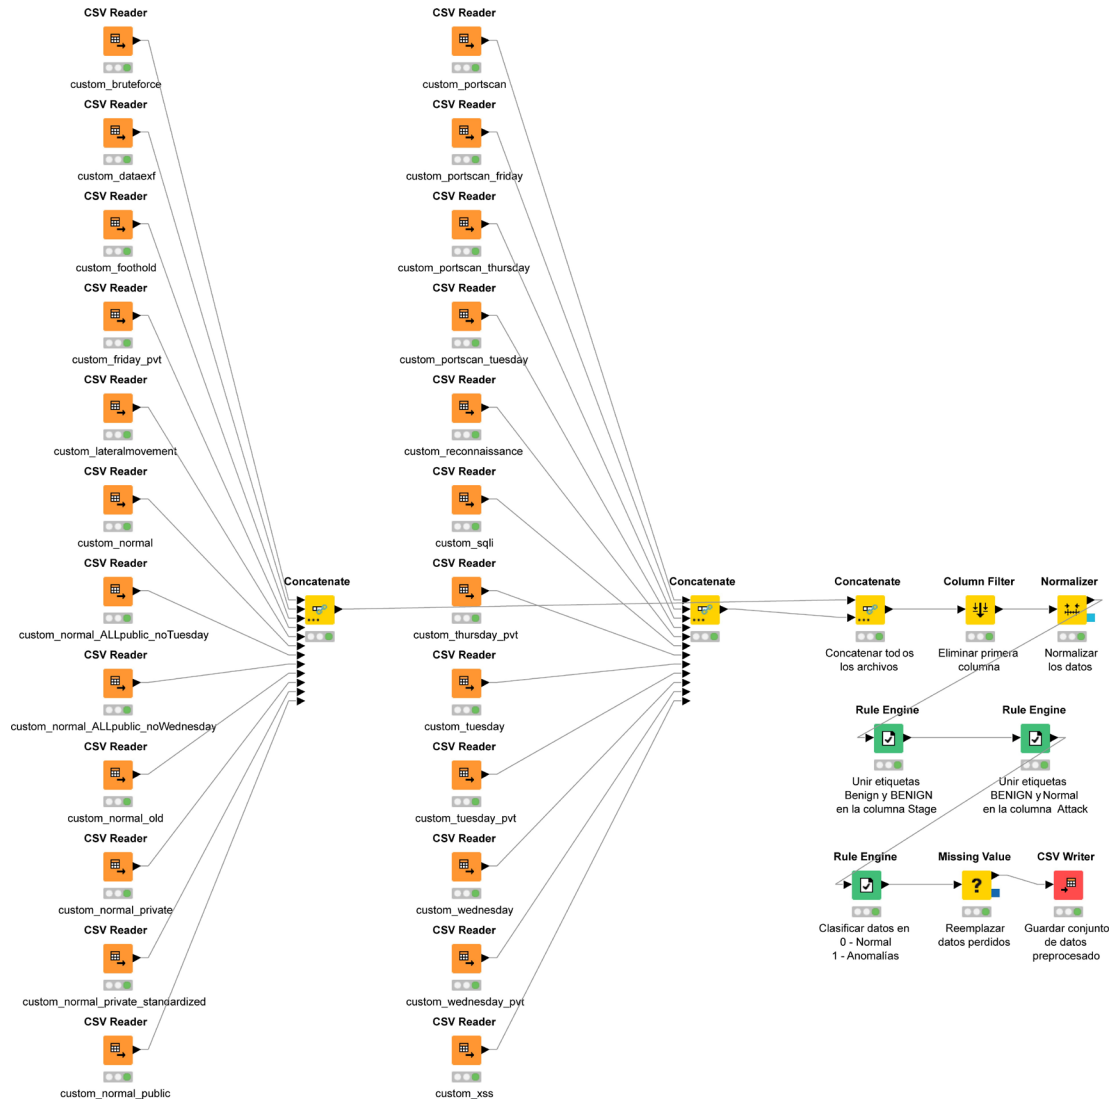 CSV Reader
custom_bruteforce
CSV Reader
custom_dataexf
CSV Reader
custom_foothold
CSV Reader
custom_friday_pvt
CSV Reader
custom_lateralmovement
CSV Reader
custom_normal
CSV Reader
custom_normal_ALLpublic_noTuesday
CSV Reader
custom_normal_ALLpublic_noWednesday
CSV Reader
custom_normal_old
CSV Reader
custom_normal_private
CSV Reader
custom_normal_private_standardized
CSV Reader
custom_normal_public
Concatenate
CSV Reader
custom_portscan
CSV Reader
custom_portscan_friday
CSV Reader
custom_portscan_thursday
CSV Reader
custom_portscan_tuesday
CSV Reader
custom_reconnaissance
CSV Reader
custom_sqli
CSV Reader
custom_thursday_pvt
CSV Reader
custom_tuesday
CSV Reader
custom_tuesday_pvt
CSV Reader
custom_wednesday
CSV Reader
custom_wednesday_pvt
CSV Reader
custom_xss
Concatenate
Concatenate
Concatenar todos
los archivos
Column Filter
Eliminar primera
columna
Normalizer
Normalizar
los datos
Rule Engine
Unir etiquetas
Benign y BENIGN
en la columna Stage
Rule Engine
Unir etiquetas
BENIGN y Normal
en la columna Attack
Rule Engine
Clasificar datos en
0 - Normal
1 - Anomalías
Missing Value
?
Reemplazar
datos perdidos
CSV Writer
Guardar conjunto
de datos
preprocesado